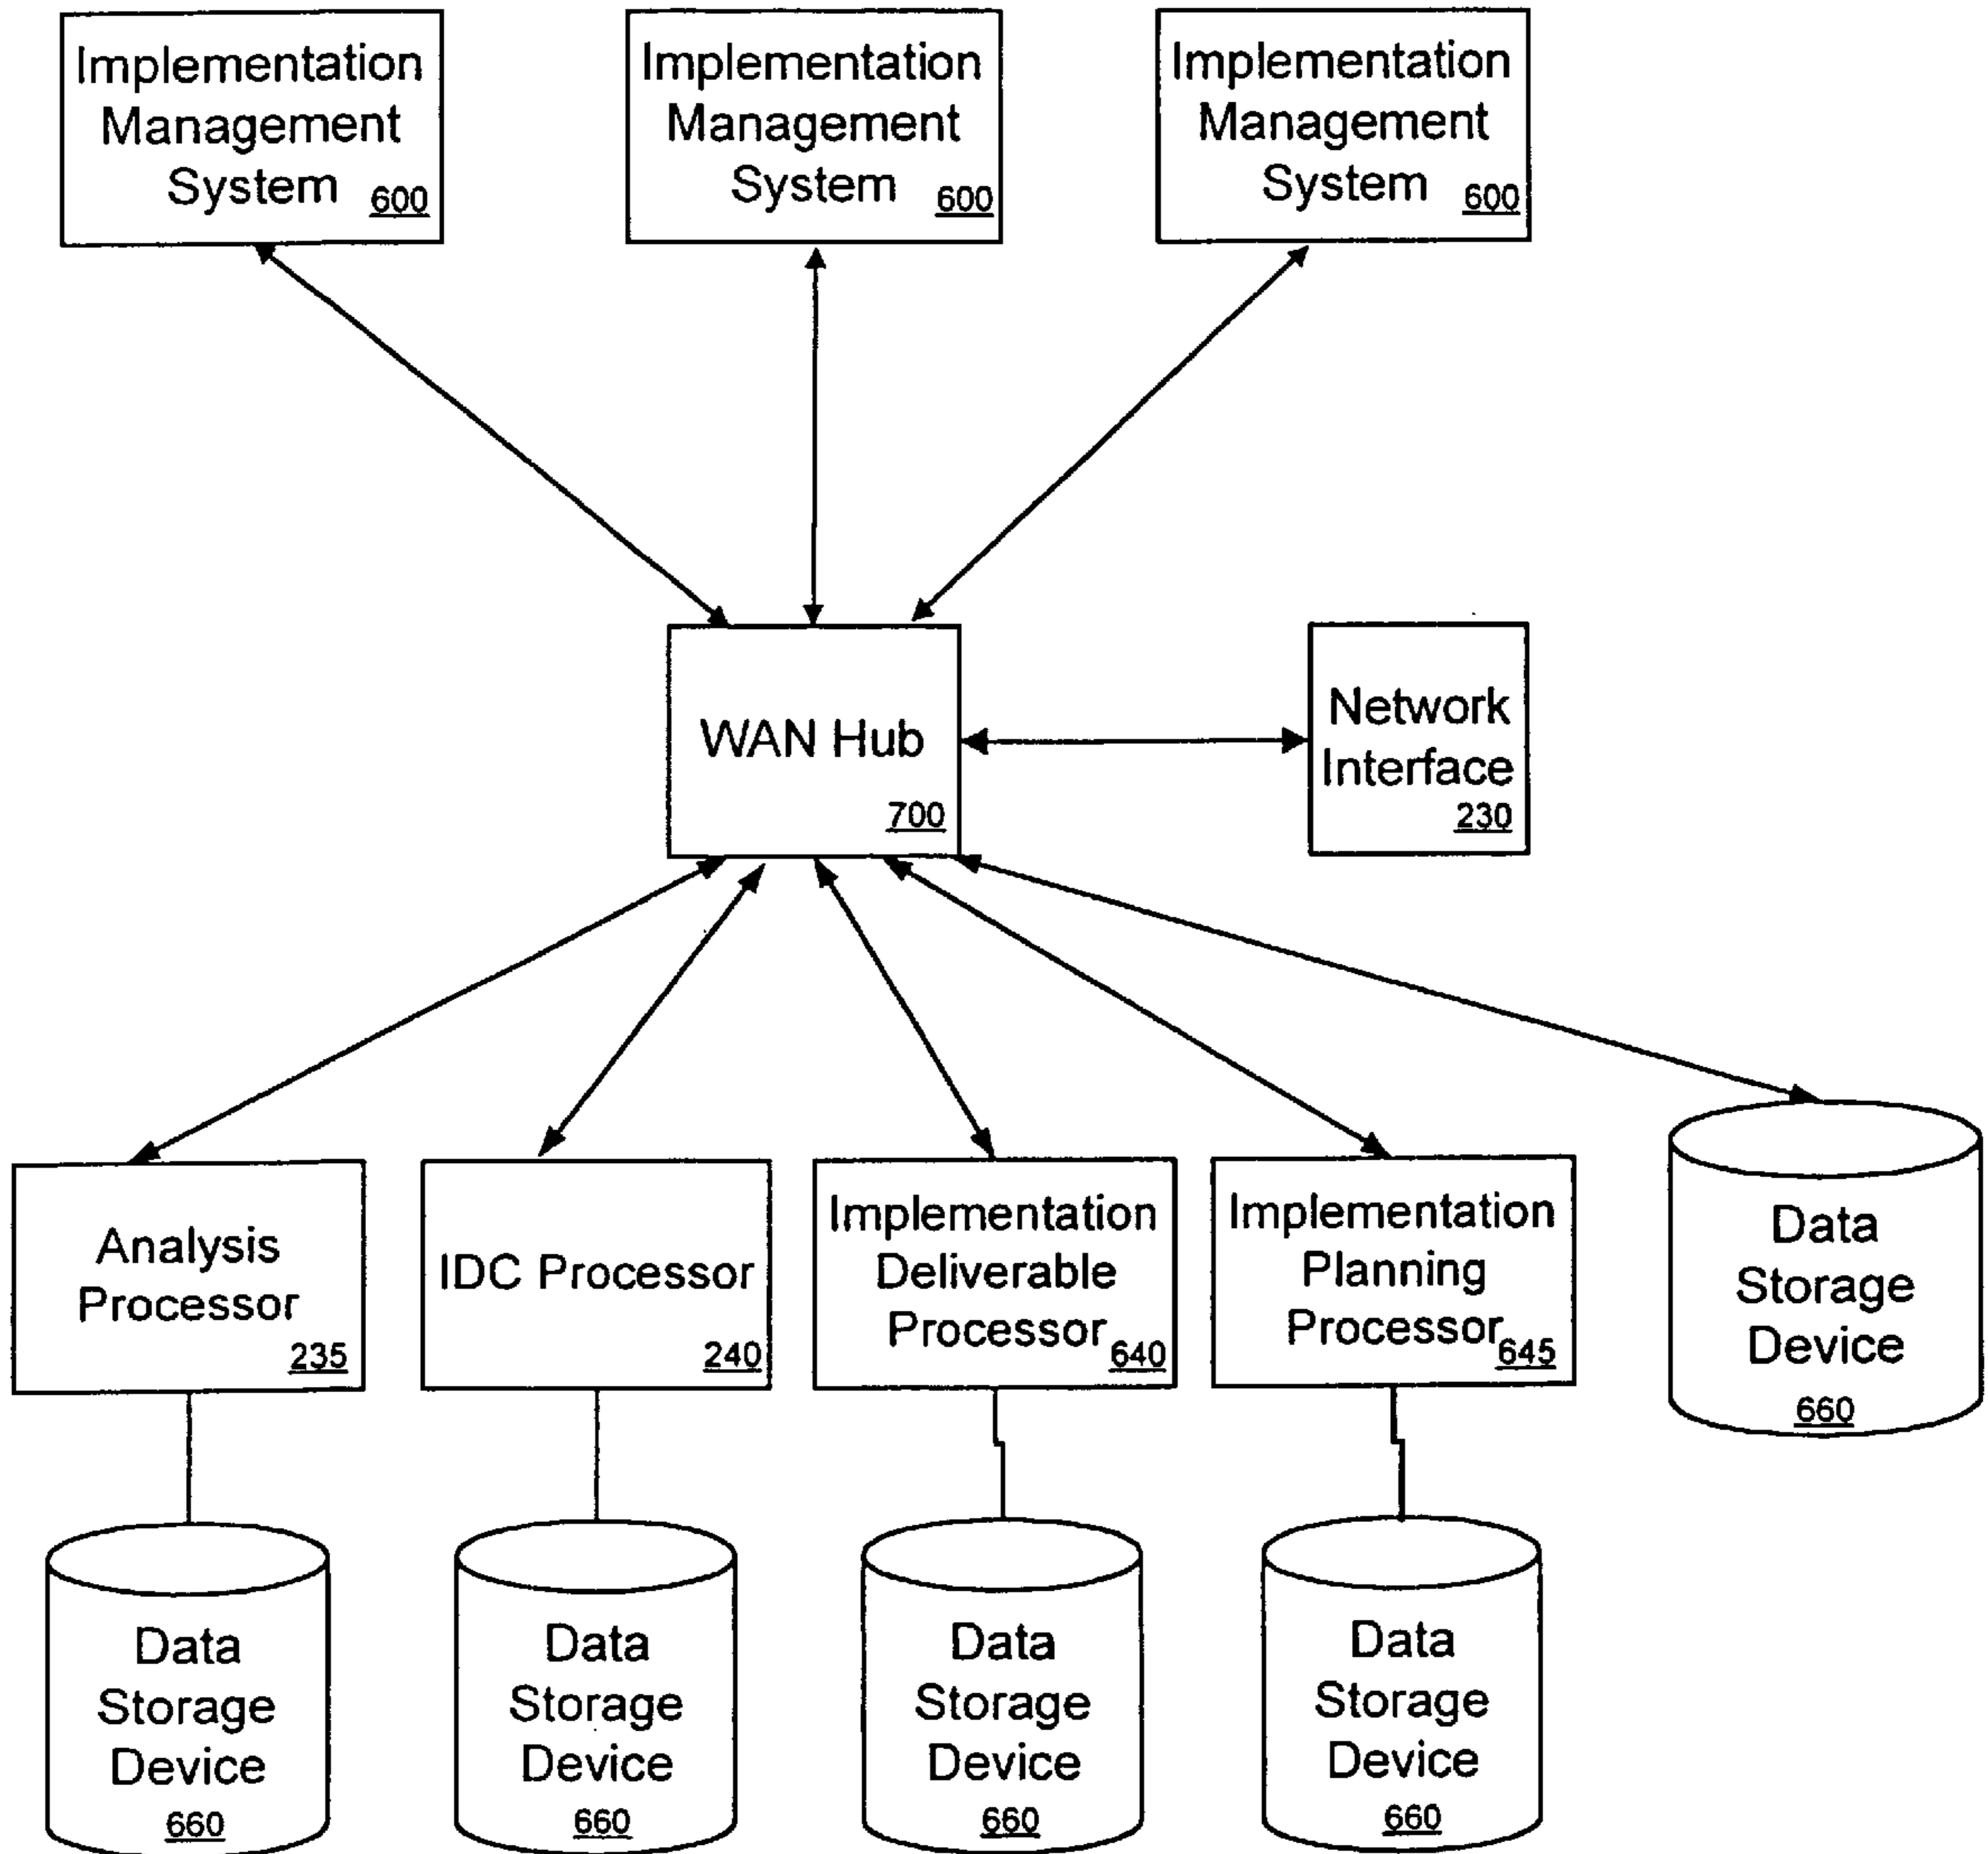 Implementation
Management
System 600
Implementation
Management
System 600
Implementation
Management
System 600
WAN Hub
700
Network
Interface
230
Analysis
Processor
235
IDC Processor
240
Implementation
Deliverable
Processor 640
Implementation
Planning
Processor 645
Data
Storage
Device
660
Data
Storage
Device
660
Data
Storage
Device
660
Data
Storage
Device
660
Data
Storage
Device
660